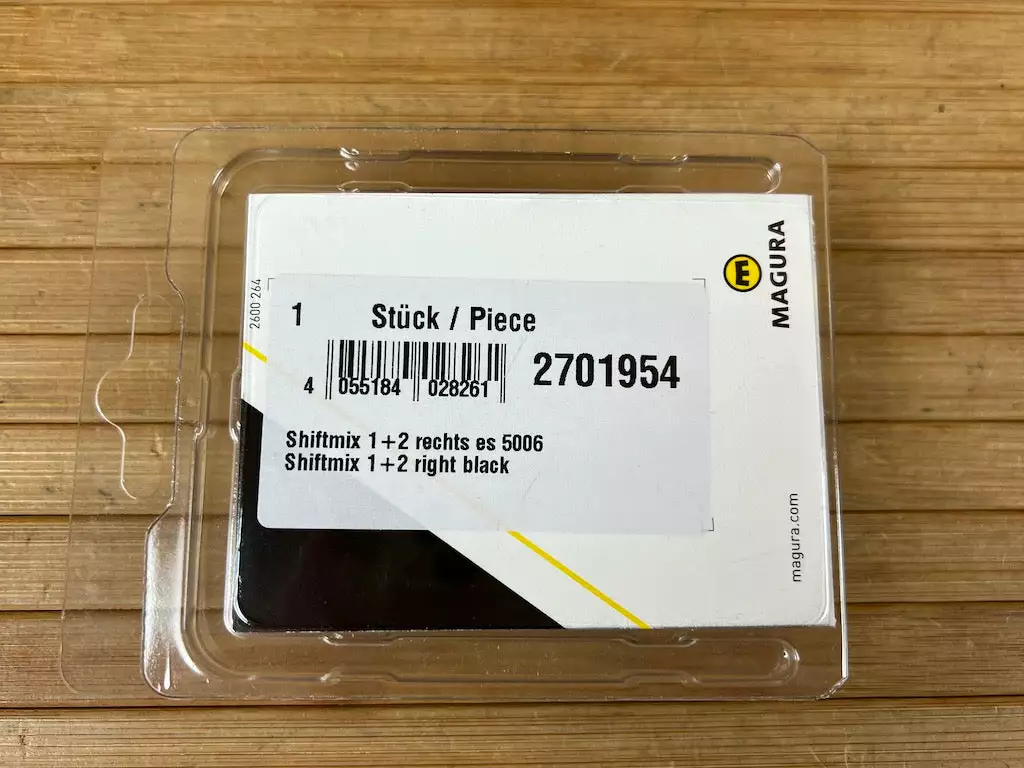 2600 264
1 Stück / Piece
4 055184 028261
2701954
Shiftmix 1+2 rechts es 5006
Shiftmix 1+2 right black
MAGURA
magura.com